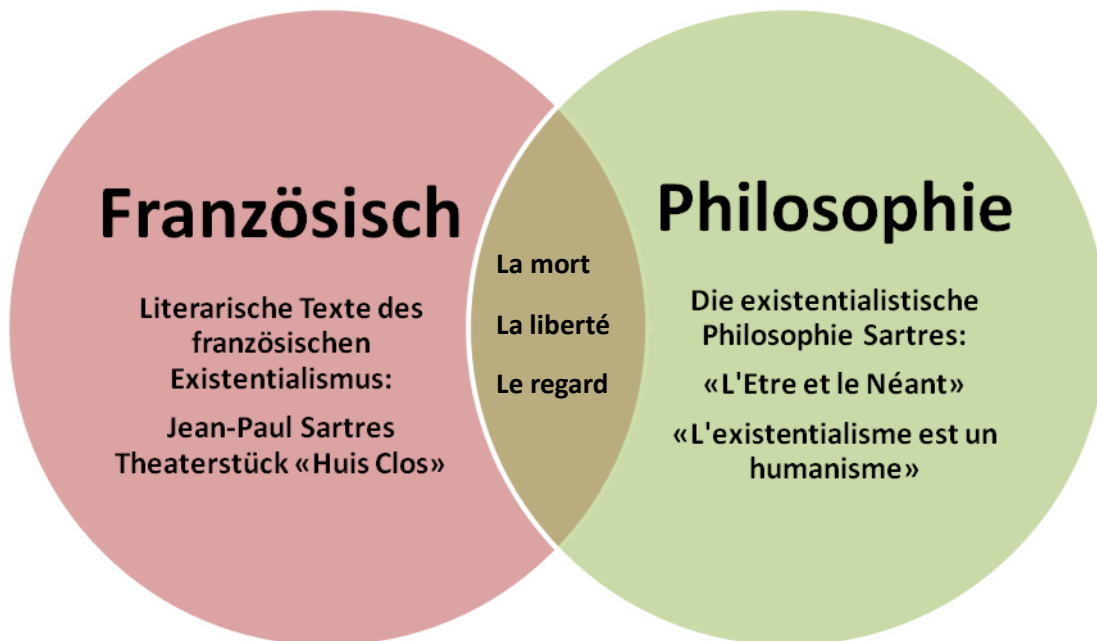 Französisch
Literarische Texte des
französischen
Existentialismus:
Jean-Paul Sartres
Theaterstück «Huis Clos»
La mort
La liberté
Le regard
Philosophie
Die existentialistische
Philosophie Sartres:
«L'Etre et le Néant»
«L'existentialisme est un
humanisme»